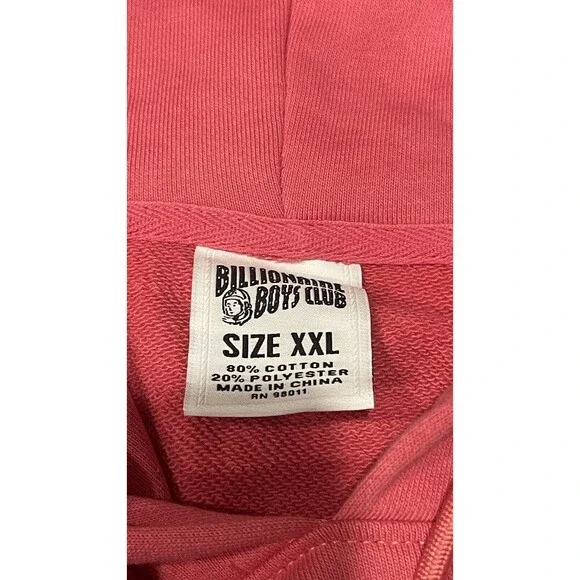 BILLIONAIRE
BOYS CLUB
SIZE XXL
80% COTTON
20% POLYESTER
MADE IN CHINA
RN 98011